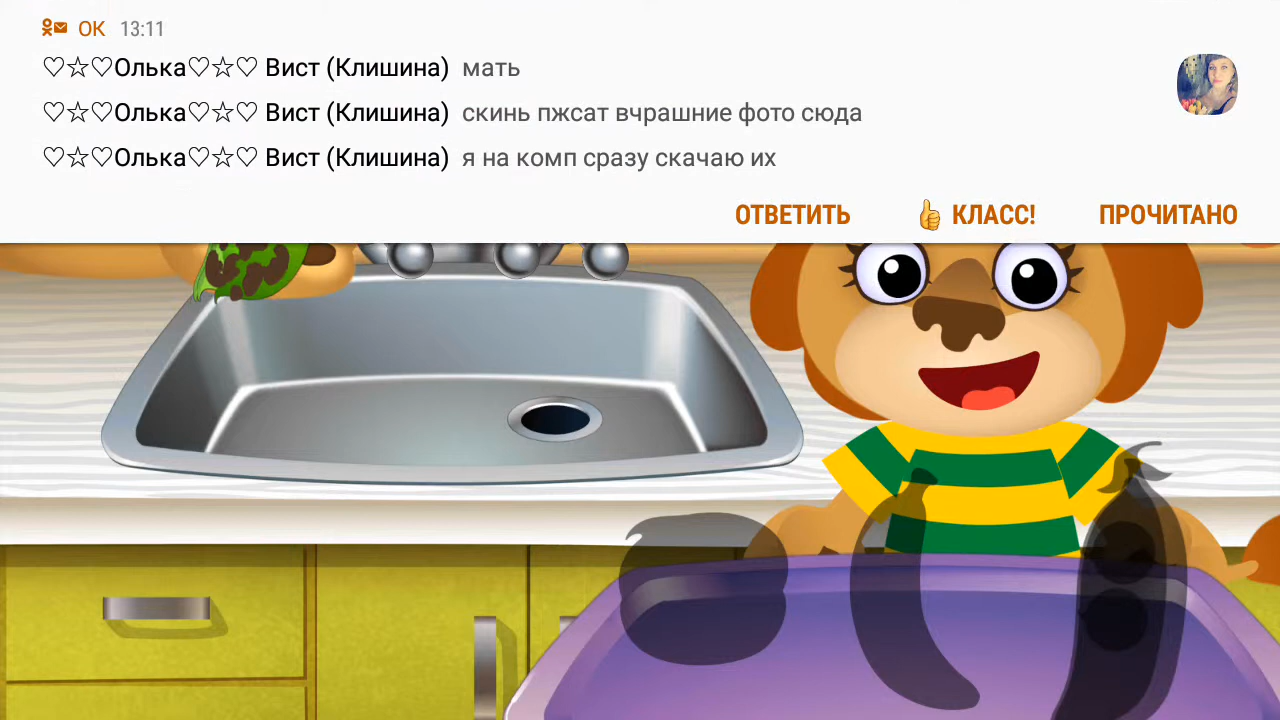 ОК 13:11
♡☆♡Олька♡☆♡ Вист (Клишина) мать
♡☆♡Олька♡☆♡ Вист (Клишина) скинь пжсат вчрашние фото сюда
♡☆♡Олька♡☆♡ Вист (Клишина) я на комп сразу скачаю их
ОТВЕТИТЬ 👍 КЛАСС! ПРОЧИТАНО